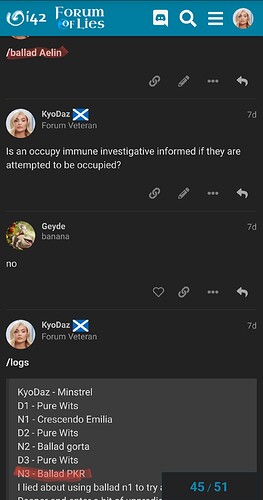 i42 FORUM
OF LIES
/ballad Aelin
KyoDaz
7d
Forum Veteran
Is an occupy immune investigative informed if they are
attempted to be occupied?
Geyde
7d
banana
no
KyoDaz
7d
Forum Veteran
/logs
KyoDaz - Minstrel
D1 - Pure Wits
N1 - Crescendo Emilia
D2 - Pure Wits
N2 - Ballad gorta
D3 - Pure Wits
N3 - Ballad PKR
I lied about using ballad n1 to try a
45 / 51